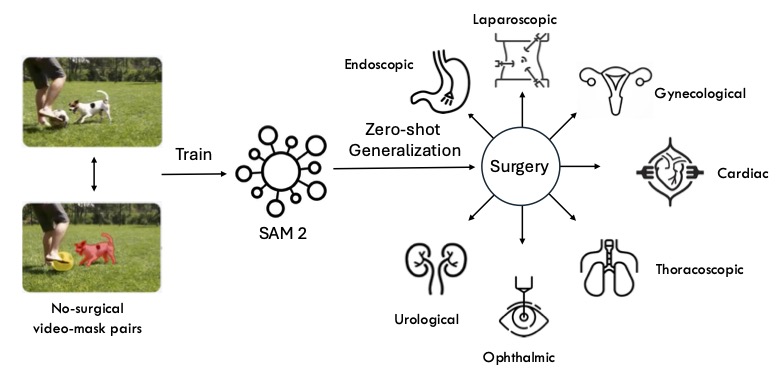 Laparoscopic
Endoscopic
Gynecological
Zero-shot
Generalization
Train
Surgery
Cardiac
SAM 2
Thoracoscopic
No-surgical
video-mask pairs
Urological
Ophthalmic